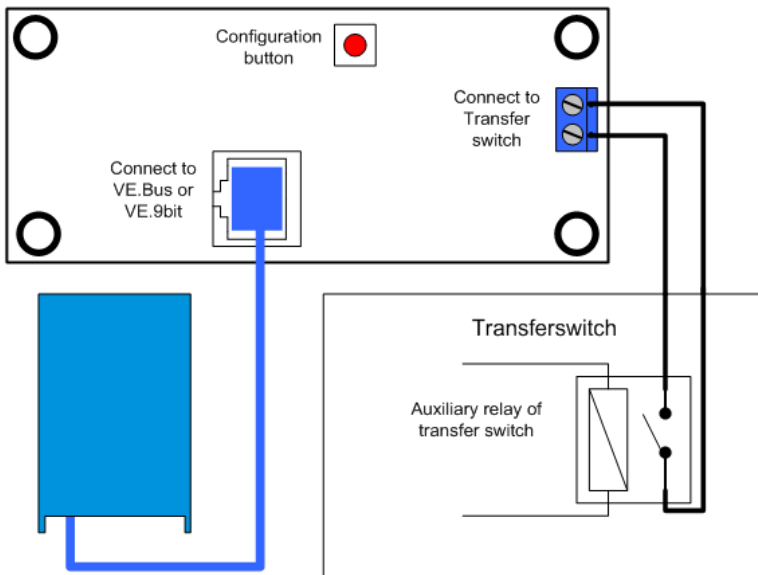 Configuration
button
Connect to
Transfer
switch
Connect to
VE.Bus or
VE.9bit
Transferswitch
Auxiliary relay of
transfer switch